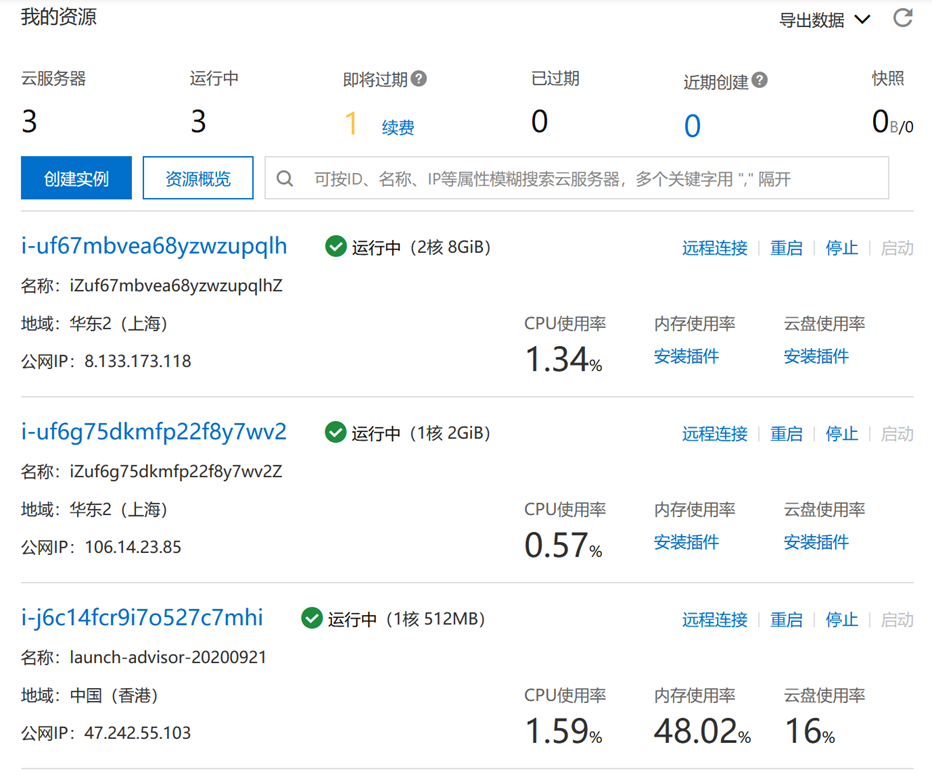 我的资源
导出数据
云服务器 运行中 即将过期 ? 已过期 近期创建 ? 快照
3 3 1 续费 0 0 0B/0
创建实例 资源概览 可按ID、名称、IP等属性模糊搜索云服务器，多个关键字用 "," 隔开
i-uf67mbvea68yzwzupqlh 运行中（2核 8GiB） 远程连接 | 重启 | 停止 | 启动
名称：iZuf67mbvea68yzwzupqlhZ
地域：华东2（上海） CPU使用率 内存使用率 云盘使用率
公网IP：8.133.173.118 1.34% 安装插件 安装插件
i-uf6g75dkmfp22f8y7wv2 运行中（1核 2GiB） 远程连接 | 重启 | 停止 | 启动
名称：iZuf6g75dkmfp22f8y7wv2Z
地域：华东2（上海） CPU使用率 内存使用率 云盘使用率
公网IP：106.14.23.85 0.57% 安装插件 安装插件
i-j6c14fcr9i7o527c7mhi 运行中（1核 512MB） 远程连接 | 重启 | 停止 | 启动
名称：launch-advisor-20200921
地域：中国（香港） CPU使用率 内存使用率 云盘使用率
公网IP：47.242.55.103 1.59% 48.02% 16%